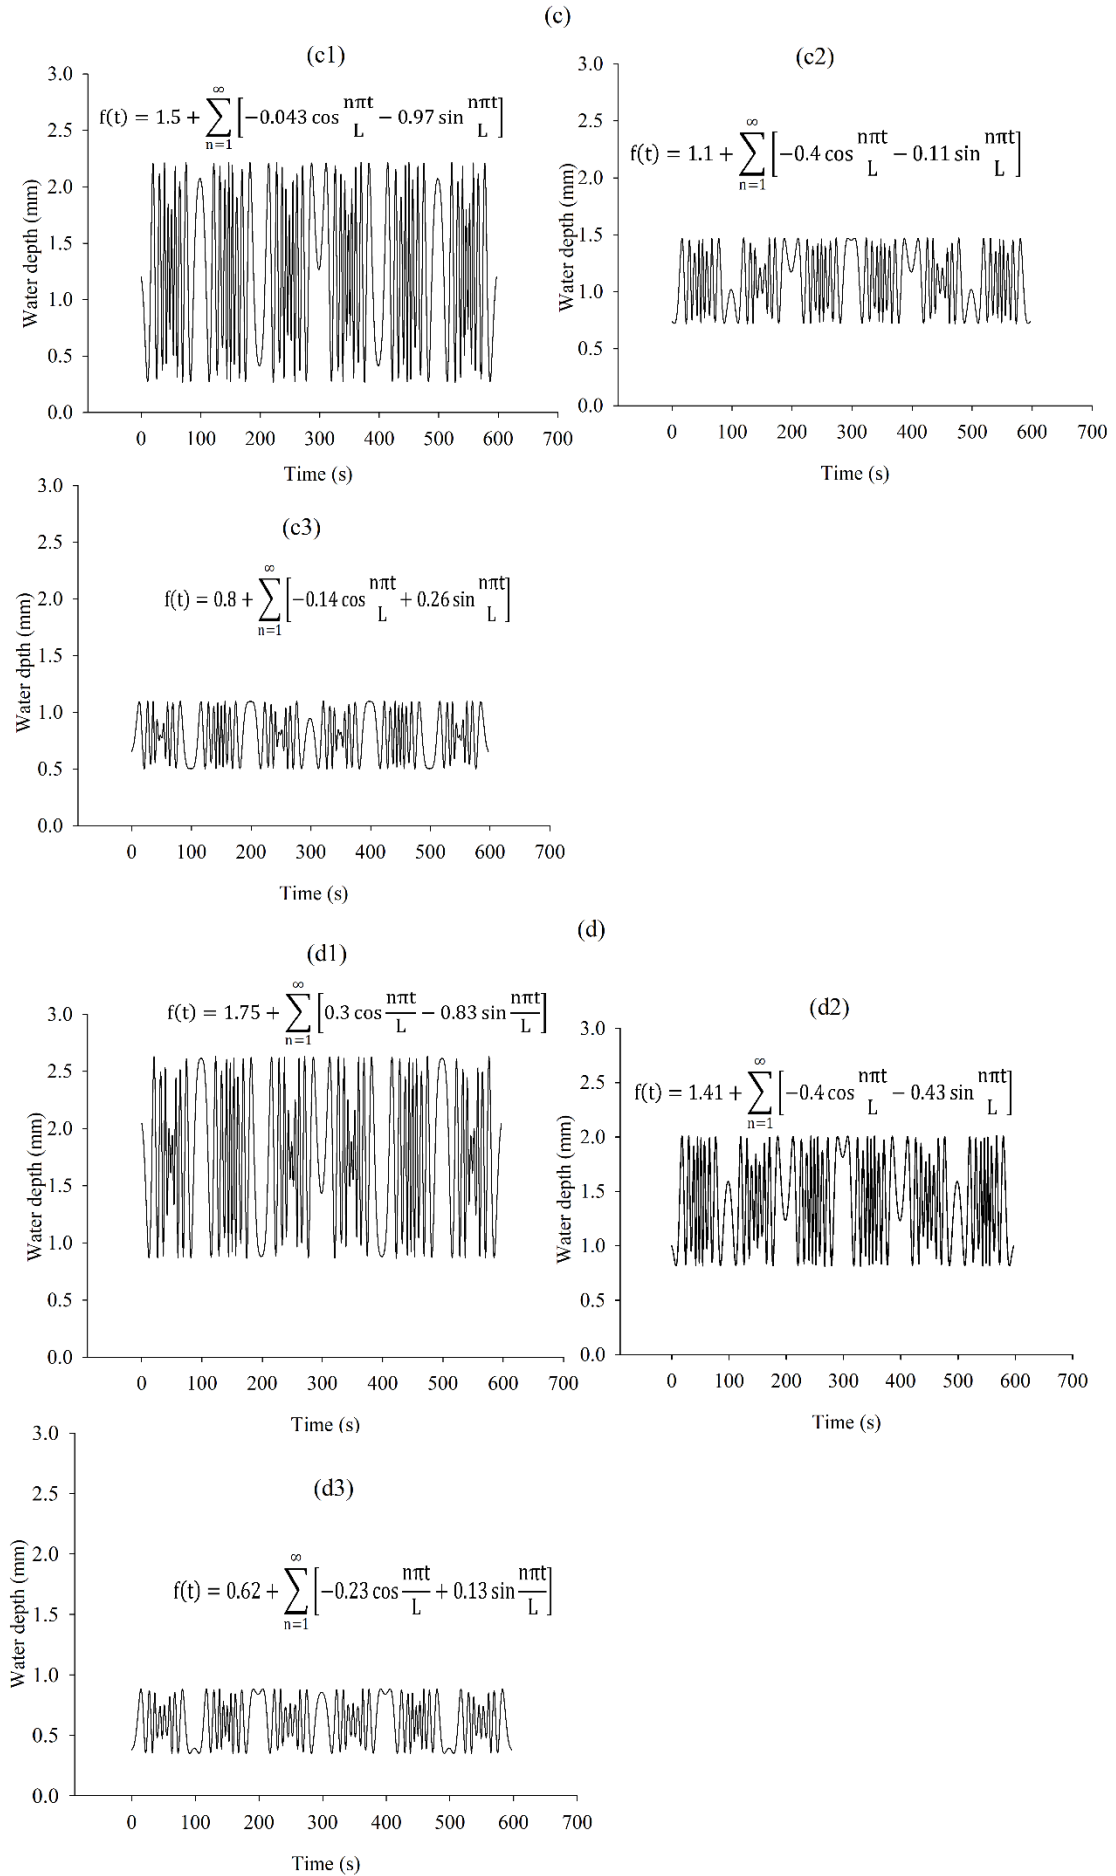 (c)
(c1)
3.0
2.5
2.0
1.5
1.0
0.5
0.0
Water depth (mm)
f(t) = 1.5 + ∑_{n=1}^{∞} [−0.043 cos nπt/L − 0.97 sin nπt/L]
0 100 200 300 400 500 600 700
Time (s)
(c2)
3.0
2.5
2.0
1.5
1.0
0.5
0.0
Water depth (mm)
f(t) = 1.1 + ∑_{n=1}^{∞} [−0.4 cos nπt/L − 0.11 sin nπt/L]
0 100 200 300 400 500 600 700
(c3)
3.0
2.5
2.0
1.5
1.0
0.5
0.0
Water dpth (mm)
f(t) = 0.8 + ∑_{n=1}^{∞} [−0.14 cos nπt/L + 0.26 sin nπt/L]
0 100 200 300 400 500 600 700
Time (s)
(d)
(d1)
3.0
2.5
2.0
1.5
1.0
0.5
0.0
Water depth (mm)
f(t) = 1.75 + ∑_{n=1}^{∞} [0.3 cos nπt/L − 0.83 sin nπt/L]
0 100 200 300 400 500 600 700
Time (s)
(d2)
3.0
2.5
2.0
1.5
1.0
0.5
0.0
Water depth (mm)
f(t) = 1.41 + ∑_{n=1}^{∞} [−0.4 cos nπt/L − 0.43 sin nπt/L]
0 100 200 300 400 500 600 700
Time (s)
(d3)
3.0
2.5
2.0
1.5
1.0
0.5
0.0
Water depth (mm)
f(t) = 0.62 + ∑_{n=1}^{∞} [−0.23 cos nπt/L + 0.13 sin nπt/L]
0 100 200 300 400 500 600 700
Time (s)